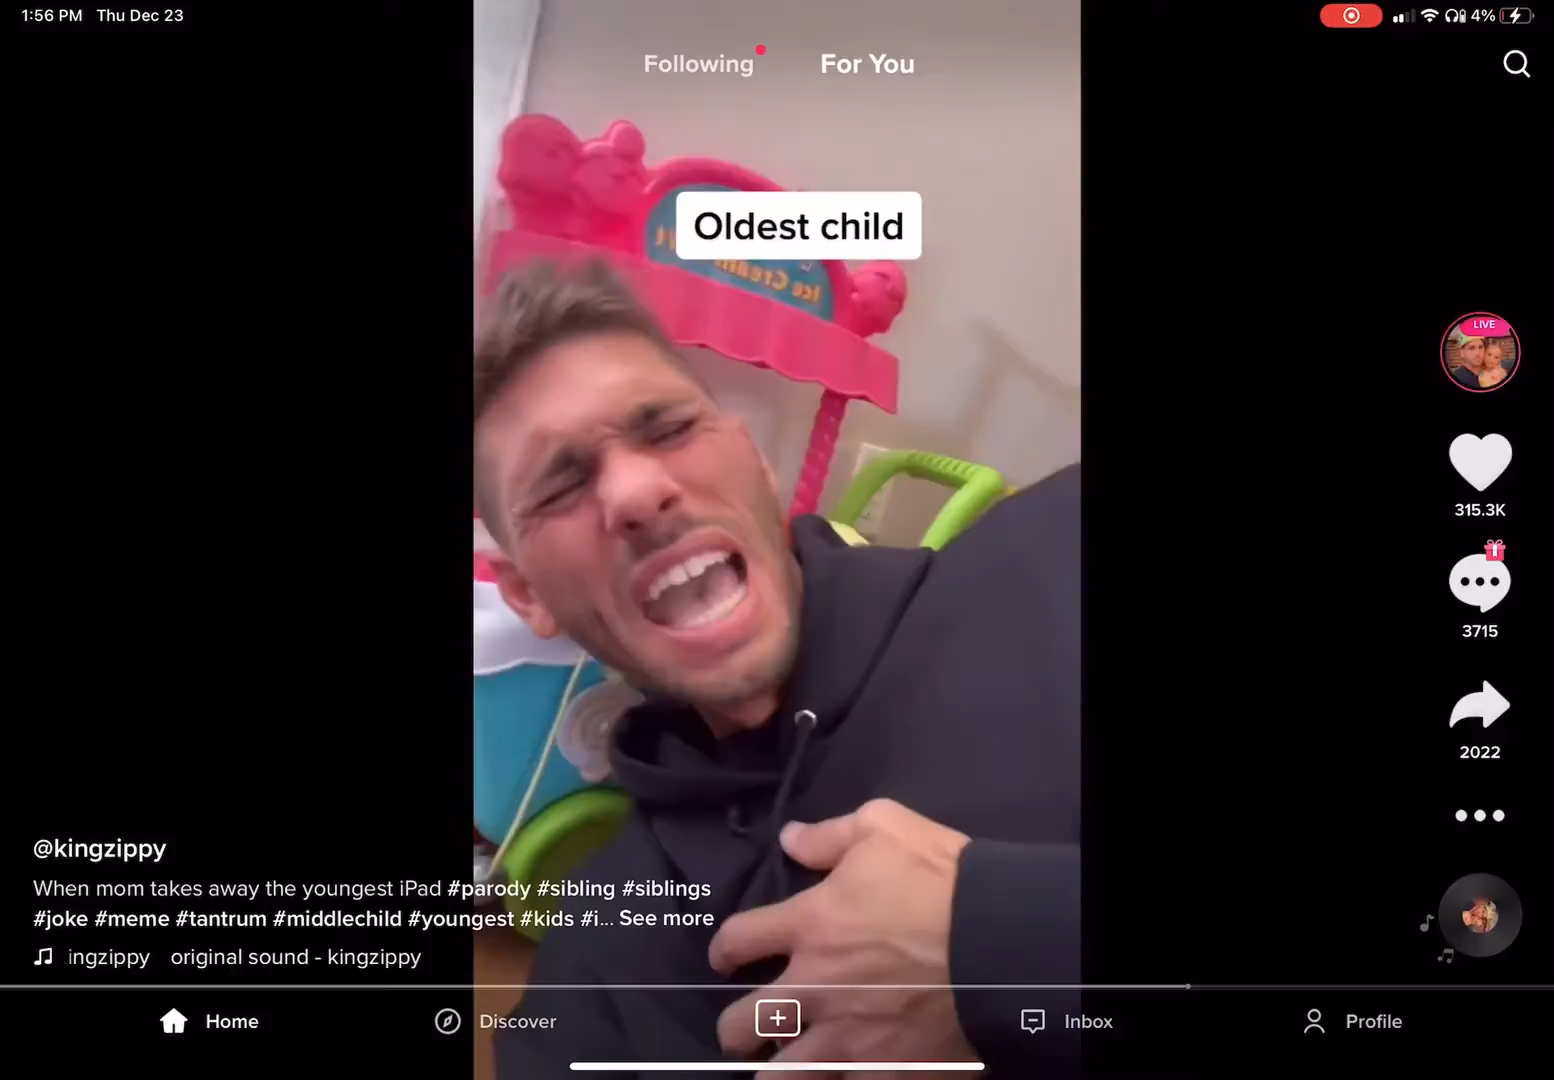 1:56 PM Thu Dec 23
4%
Following
For You
Oldest child
Ice Cream
LIVE
315.3K
3715
2022
@kingzippy
When mom takes away the youngest iPad #parody #sibling #siblings
#joke #meme #tantrum #middlechild #youngest #kids #i... See more
ingzippy original sound - kingzippy
Home
Discover
Inbox
Profile